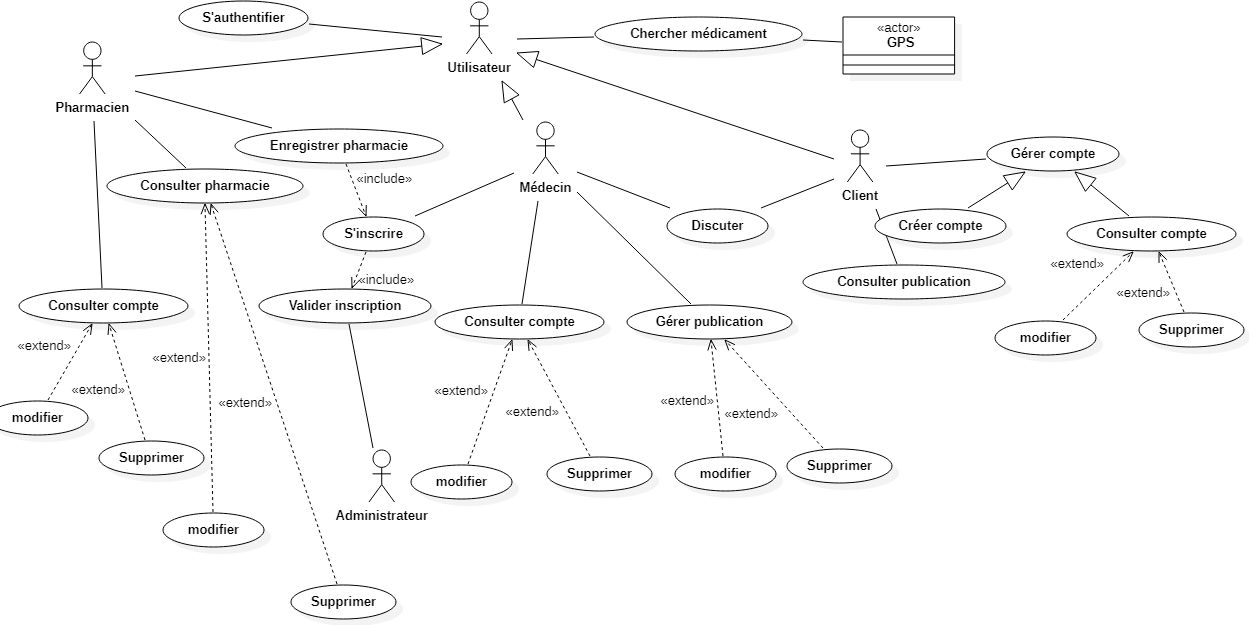 S'authentifier
Utilisateur
Chercher médicament
«actor»
GPS
Pharmacien
Enregistrer pharmacie
Médecin
Client
Gérer compte
Consulter pharmacie
«include»
S'inscrire
Discuter
Créer compte
Consulter compte
«extend»
Consulter publication
«include»
«extend»
Consulter compte
Valider inscription
Consulter compte
Gérer publication
modifier
Supprimer
«extend»
«extend»
«extend»
«extend»
«extend»
«extend»
«extend»
«extend»
modifier
Supprimer
modifier
Supprimer
modifier
Supprimer
Administrateur
modifier
Supprimer